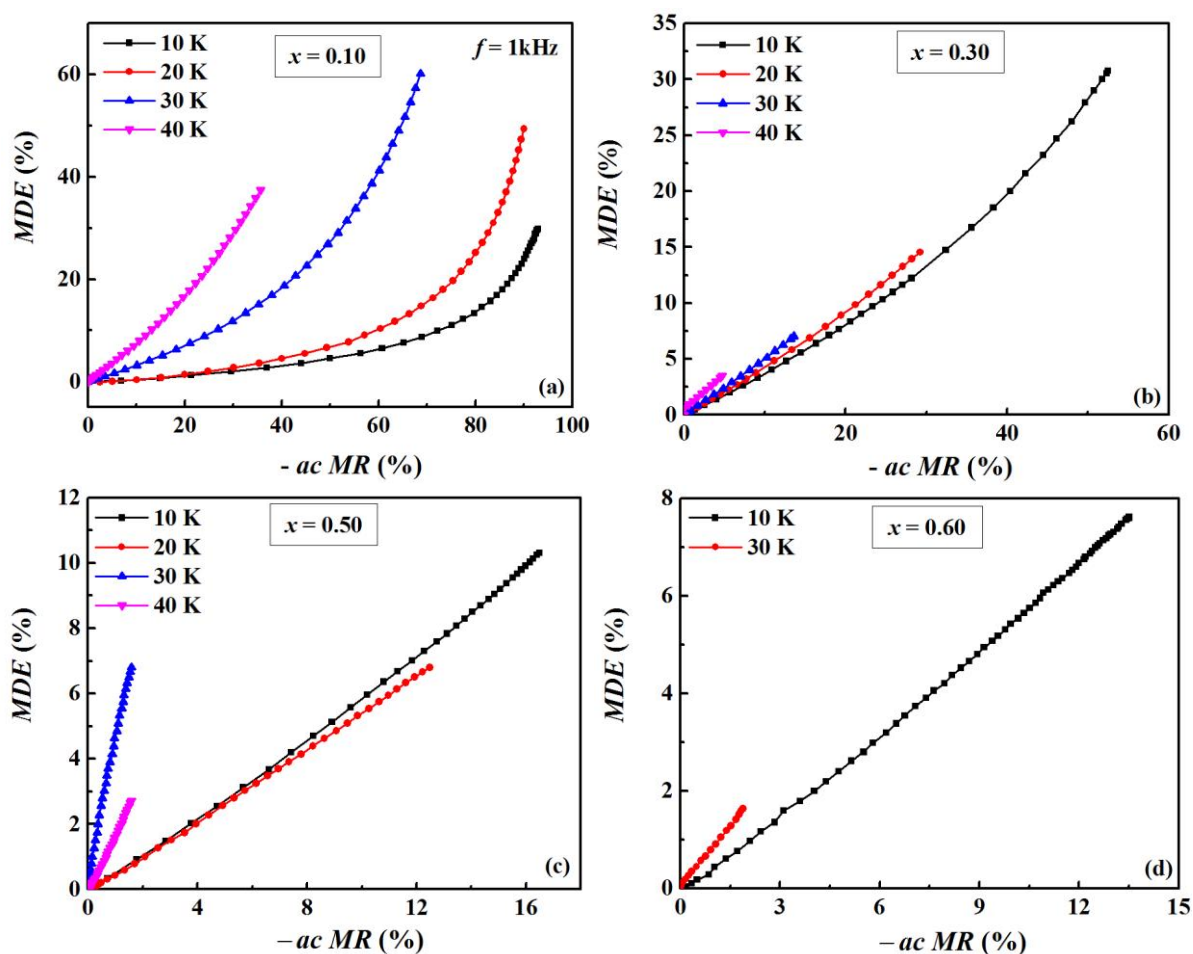 x = 0.10
f = 1kHz
10 K
20 K
30 K
40 K
60
40
20
0
MDE (%)
0 20 40 60 80 100
- ac MR (%)
(a)
x = 0.30
10 K
20 K
30 K
40 K
35
30
25
20
15
10
5
0
MDE (%)
0 20 40 60
- ac MR (%)
(b)
x = 0.50
10 K
20 K
30 K
40 K
12
10
8
6
4
2
0
MDE (%)
0 4 8 12 16
– ac MR (%)
(c)
x = 0.60
10 K
30 K
8
6
4
2
0
MDE (%)
0 3 6 9 12 15
– ac MR (%)
(d)